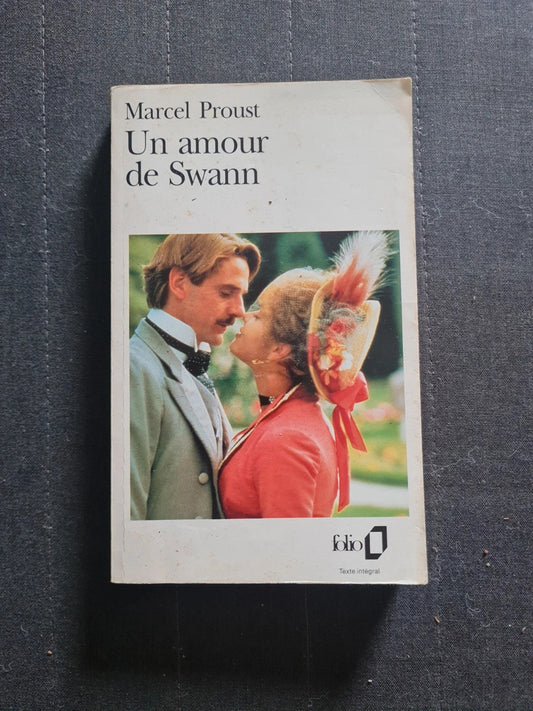 Marcel Proust
Un amour
de Swann
folio
Texte intégral